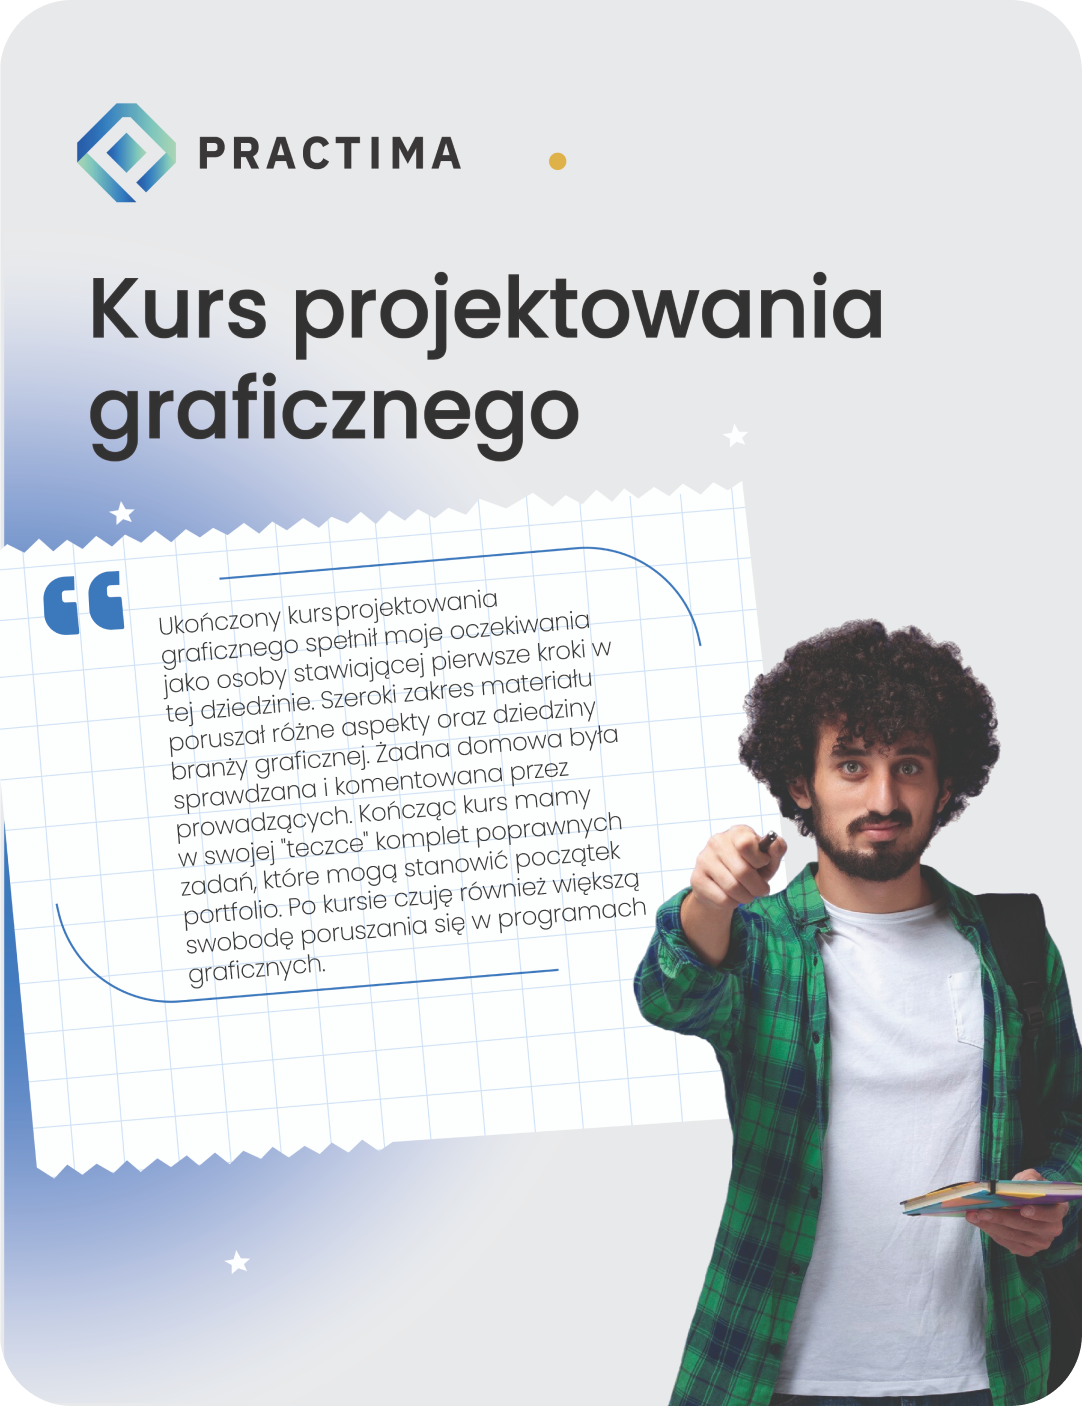 PRACTIMA
Kurs projektowania
graficznego
Ukończony kurs projektowania
graficznego spełnił moje oczekiwania
jako osoby stawiającej pierwsze kroki w
tej dziedzinie. Szeroki zakres materiału
poruszał różne aspekty oraz dziedziny
branży graficznej. Żadna domowa była
sprawdzana i komentowana przez
prowadzących. Kończąc kurs mamy
w swojej "teczce" komplet poprawnych
zadań, które mogą stanowić początek
portfolio. Po kursie czuję również większą
swobodę poruszania się w programach
graficznych.